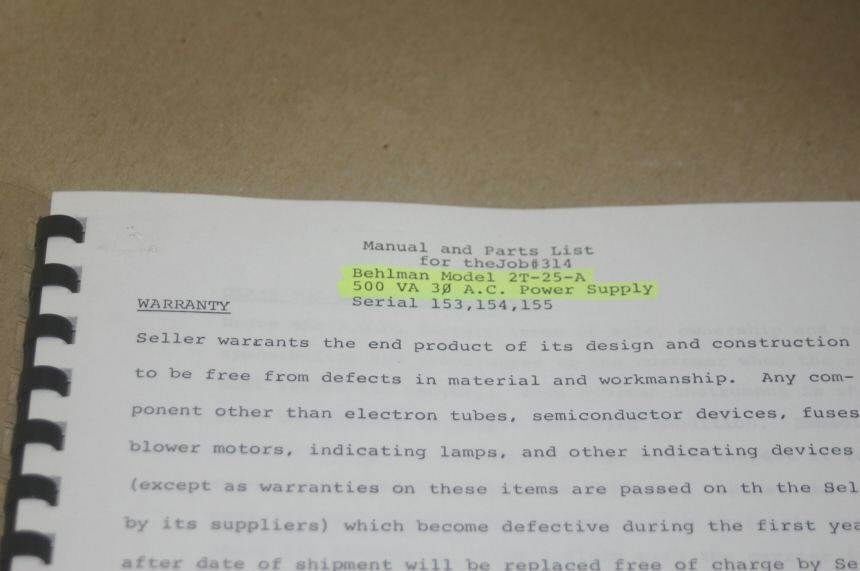 Manual and Parts List
for theJob#314
Behlman Model 2T-25-A
500 VA 3Ø A.C. Power Supply
Serial 153,154,155
WARRANTY
Seller warrants the end product of its design and construction
to be free from defects in material and workmanship. Any com-
ponent other than electron tubes, semiconductor devices, fuses
blower motors, indicating lamps, and other indicating devices
(except as warranties on these items are passed on th the Sel
by its suppliers) which become defective during the first yea
after date of shipment will be replaced free of charge by Se